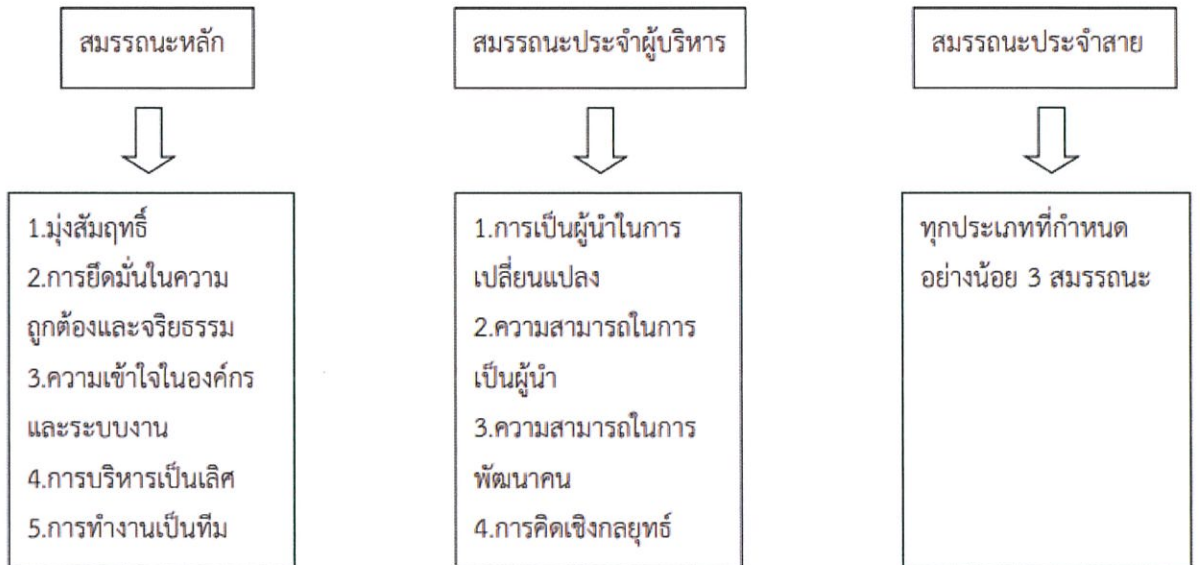 สมรรถนะหลัก
1.มุ่งสัมฤทธิ์
2.การยึดมั่นในความ
ถูกต้องและจริยธรรม
3.ความเข้าใจในองค์กร
และระบบงาน
4.การบริหารเป็นเลิศ
5.การทำงานเป็นทีม
สมรรถนะประจำผู้บริหาร
1.การเป็นผู้นำในการ
เปลี่ยนแปลง
2.ความสามารถในการ
เป็นผู้นำ
3.ความสามารถในการ
พัฒนาคน
4.การคิดเชิงกลยุทธ์
สมรรถนะประจำสาย
ทุกประเภทที่กำหนด
อย่างน้อย 3 สมรรถนะ